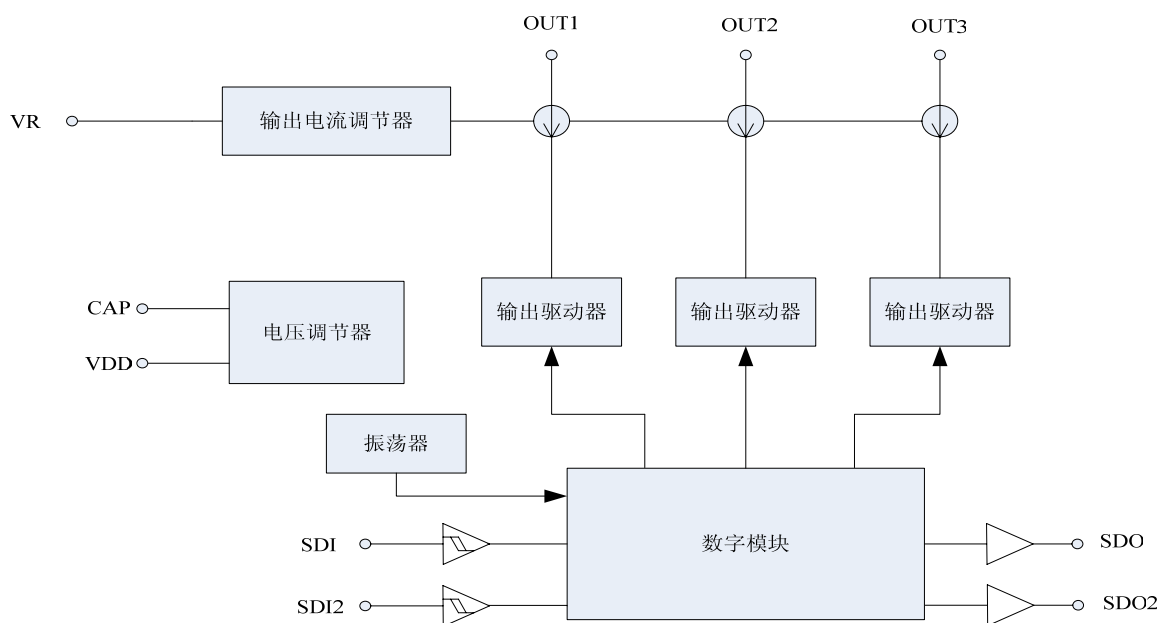 OUT1
OUT2
OUT3
VR
输出电流调节器
CAP
VDD
电压调节器
输出驱动器
输出驱动器
输出驱动器
振荡器
SDI
数字模块
SDO
SDI2
SDO2